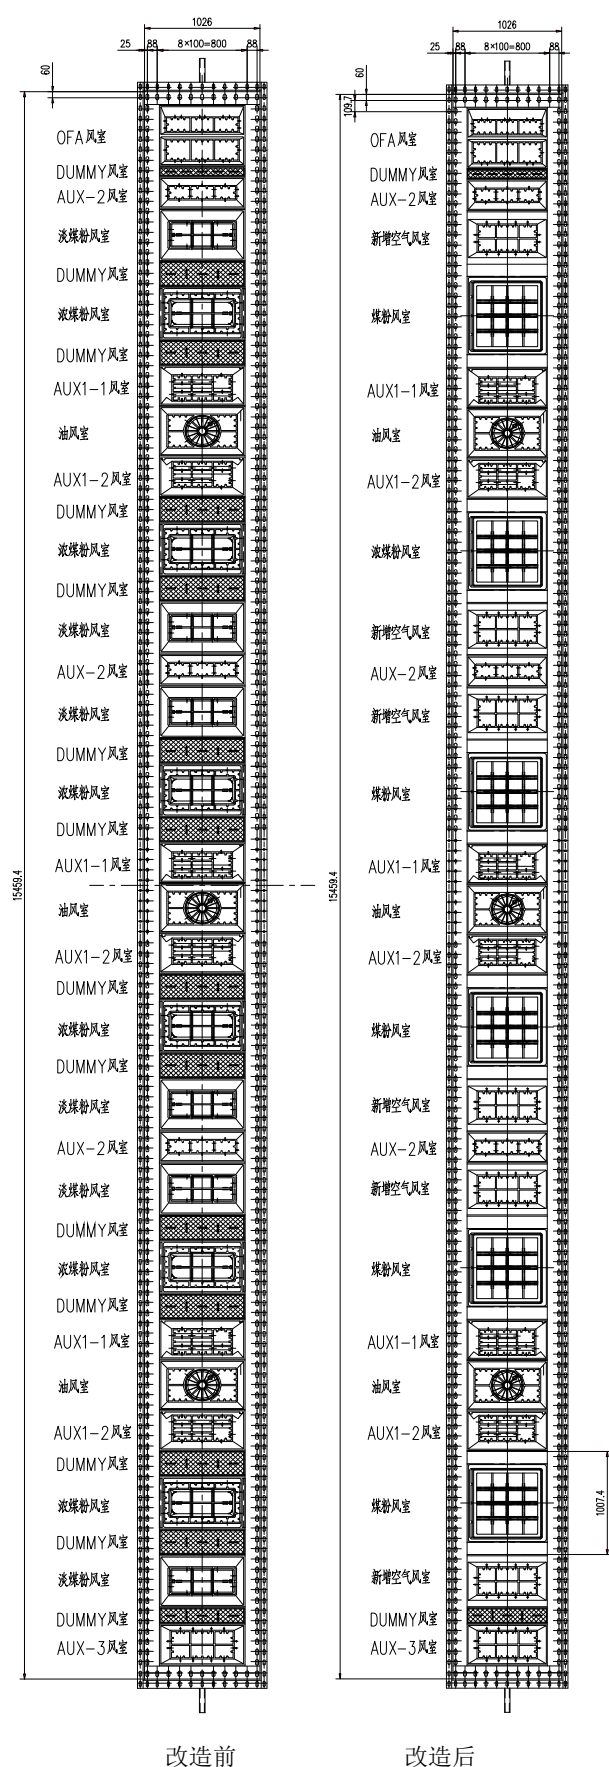 1026
25
88
8×100=800
88
60
15459.4
OFA风室
DUMMY风室
AUX-2风室
淡煤粉风室
DUMMY风室
浓煤粉风室
DUMMY风室
AUX1-1风室
油风室
AUX1-2风室
DUMMY风室
浓煤粉风室
DUMMY风室
淡煤粉风室
AUX-2风室
淡煤粉风室
DUMMY风室
浓煤粉风室
DUMMY风室
AUX1-1风室
油风室
AUX1-2风室
DUMMY风室
浓煤粉风室
DUMMY风室
淡煤粉风室
AUX-2风室
淡煤粉风室
DUMMY风室
浓煤粉风室
DUMMY风室
AUX1-1风室
油风室
AUX1-2风室
DUMMY风室
浓煤粉风室
DUMMY风室
淡煤粉风室
DUMMY风室
AUX-3风室
改造前
1026
25
88
8×100=800
88
60
109.7
15459.4
OFA风室
DUMMY风室
AUX-2风室
新增空气风室
煤粉风室
AUX1-1风室
油风室
AUX1-2风室
浓煤粉风室
新增空气风室
AUX-2风室
新增空气风室
煤粉风室
AUX1-1风室
油风室
AUX1-2风室
煤粉风室
新增空气风室
AUX-2风室
新增空气风室
煤粉风室
AUX1-1风室
油风室
AUX1-2风室
煤粉风室
1007.4
新增空气风室
DUMMY风室
AUX-3风室
改造后